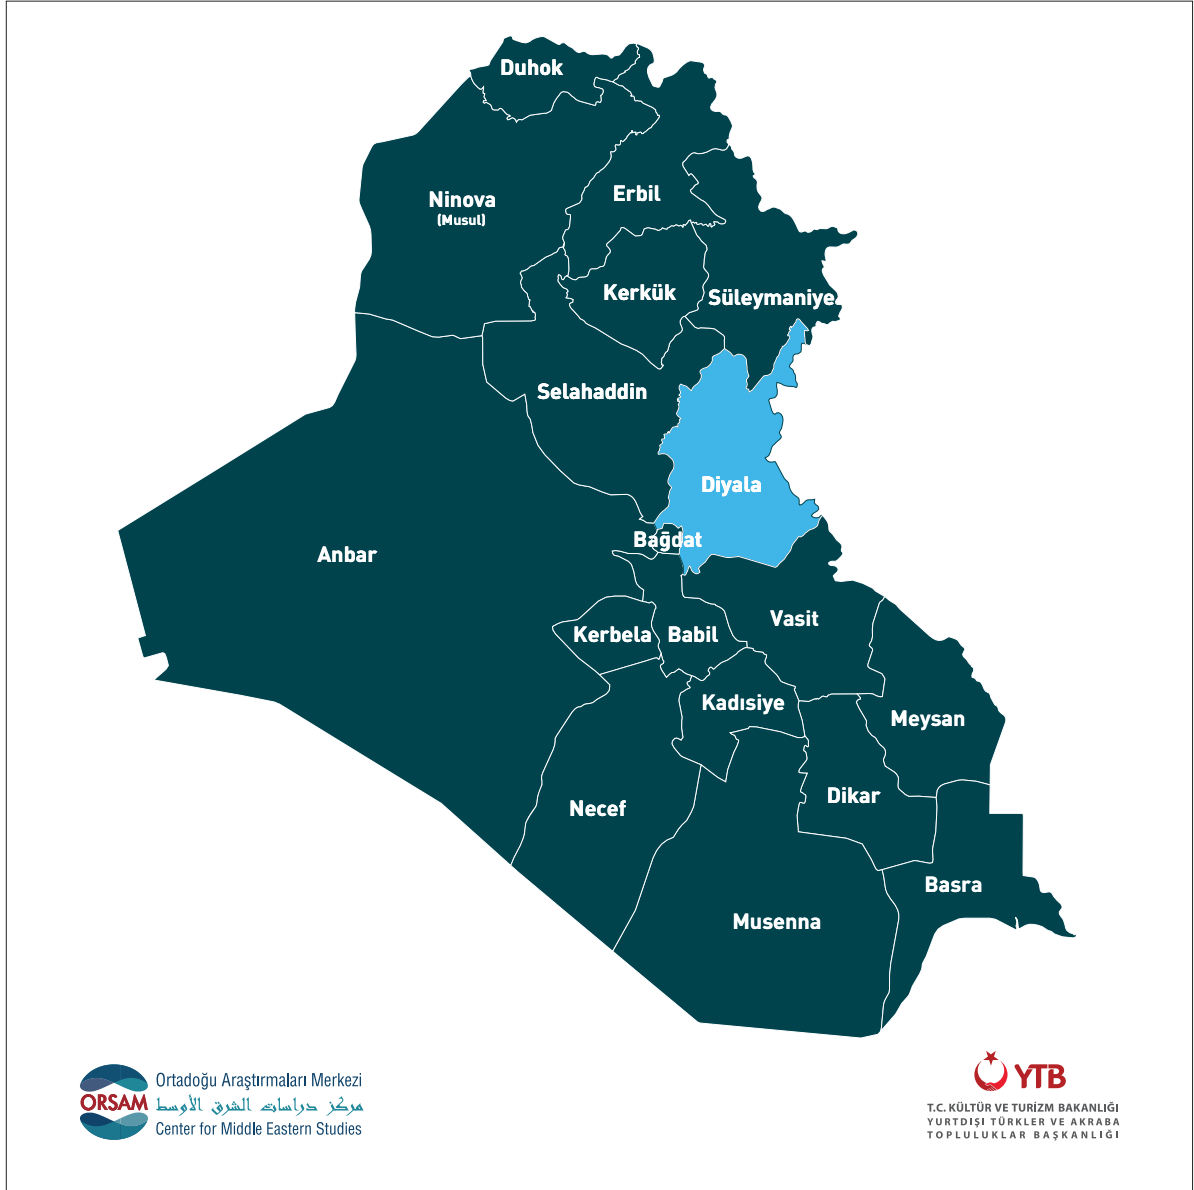 Duhok
Ninova
(Musul)
Erbil
Kerkük
Süleymaniye
Selahaddin
Diyala
Bağdat
Anbar
Vasit
Kerbela
Babil
Kadısiye
Meysan
Necef
Dikar
Basra
Musenna
ORSAM
Ortadoğu Araştırmaları Merkezi
مركز دراسات الشرق الأوسط
Center for Middle Eastern Studies
YTB
T.C. KÜLTÜR VE TURİZM BAKANLIĞI
YURTDIŞI TÜRKLER VE AKRABA
TOPLULUKLAR BAŞKANLIĞI